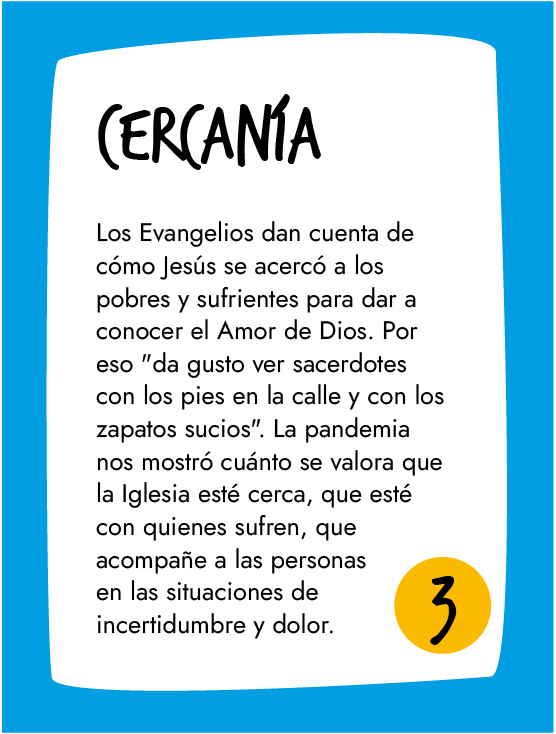 CERCANÍA
Los Evangelios dan cuenta de
cómo Jesús se acercó a los
pobres y sufrientes para dar a
conocer el Amor de Dios. Por
eso "da gusto ver sacerdotes
con los pies en la calle y con los
zapatos sucios". La pandemia
nos mostró cuánto se valora que
la Iglesia esté cerca, que esté
con quienes sufren, que
acompañe a las personas
en las situaciones de
incertidumbre y dolor.
3